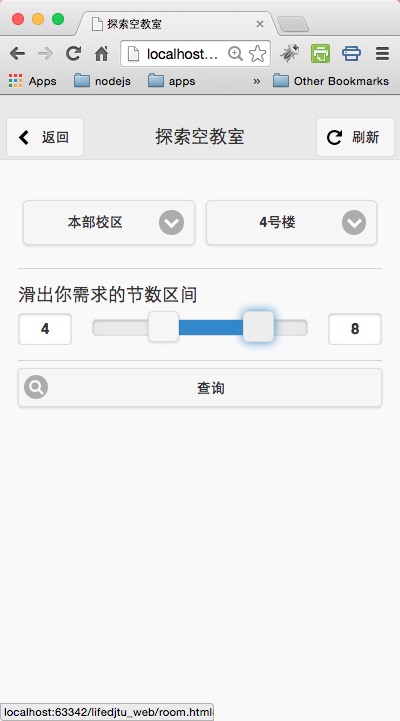 探索空教室
localhost...
Apps
nodejs
apps
»
Other Bookmarks
返回
探索空教室
刷新
本部校区
4号楼
滑出你需求的节数区间
4
8
查询
localhost:63342/lifedjtu_web/room.html